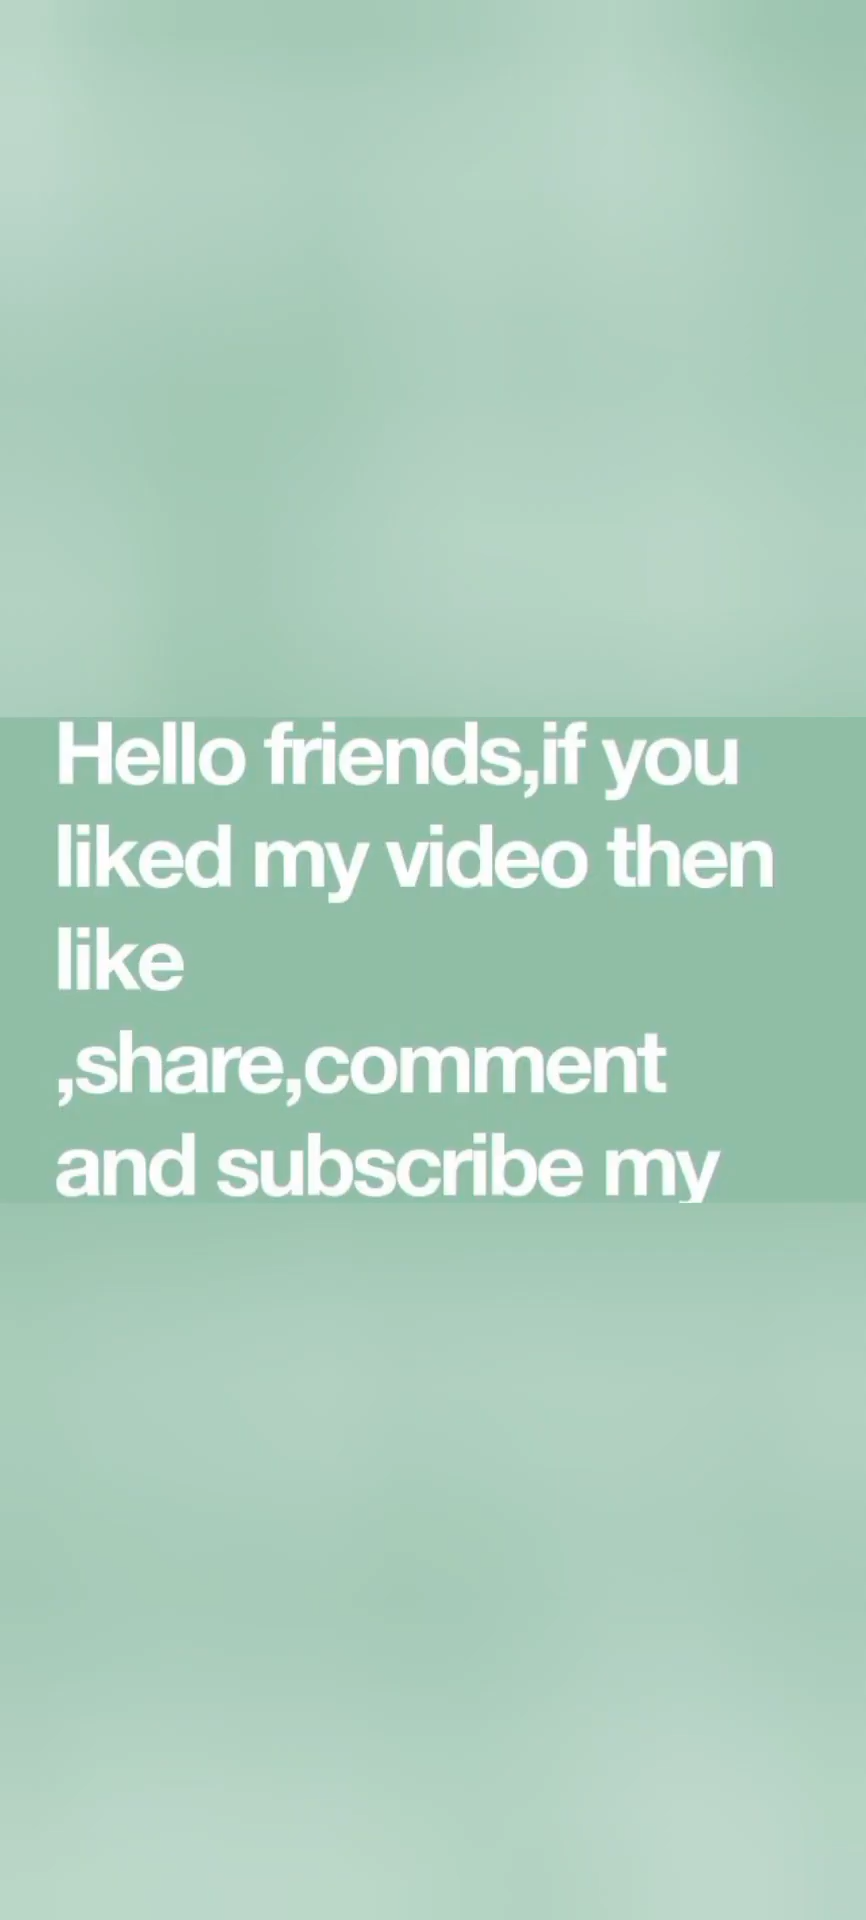 Hello friends,if you
liked my video then
like
,share,comment
and subscribe my